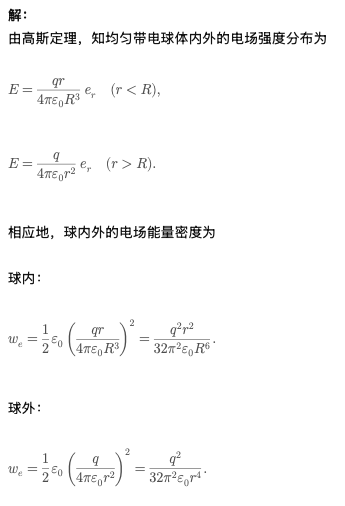 解：
由高斯定理，知均匀带电球体内外的电场强度分布为
$E = \frac{qr}{4\pi\varepsilon_0 R^3} e_r \quad (r < R),$
$E = \frac{q}{4\pi\varepsilon_0 r^2} e_r \quad (r > R).$
相应地，球内外的电场能量密度为
球内：
$w_e = \frac{1}{2}\varepsilon_0 \left(\frac{qr}{4\pi\varepsilon_0 R^3}\right)^2 = \frac{q^2 r^2}{32\pi^2\varepsilon_0 R^6}.$
球外：
$w_e = \frac{1}{2}\varepsilon_0 \left(\frac{q}{4\pi\varepsilon_0 r^2}\right)^2 = \frac{q^2}{32\pi^2\varepsilon_0 r^4}.$